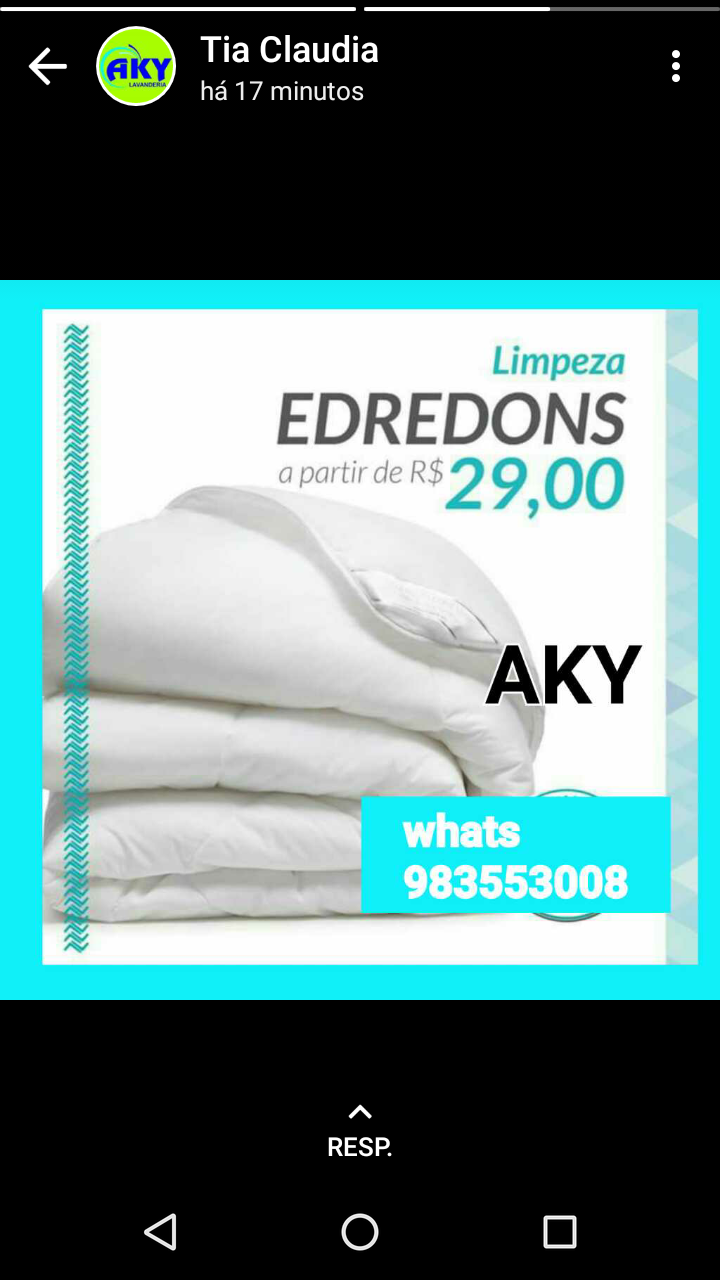 Tia Claudia
há 17 minutos
AKY
LAVANDERIA
Limpeza
EDREDONS
a partir de R$ 29,00
AKY
whats
983553008
RESP.